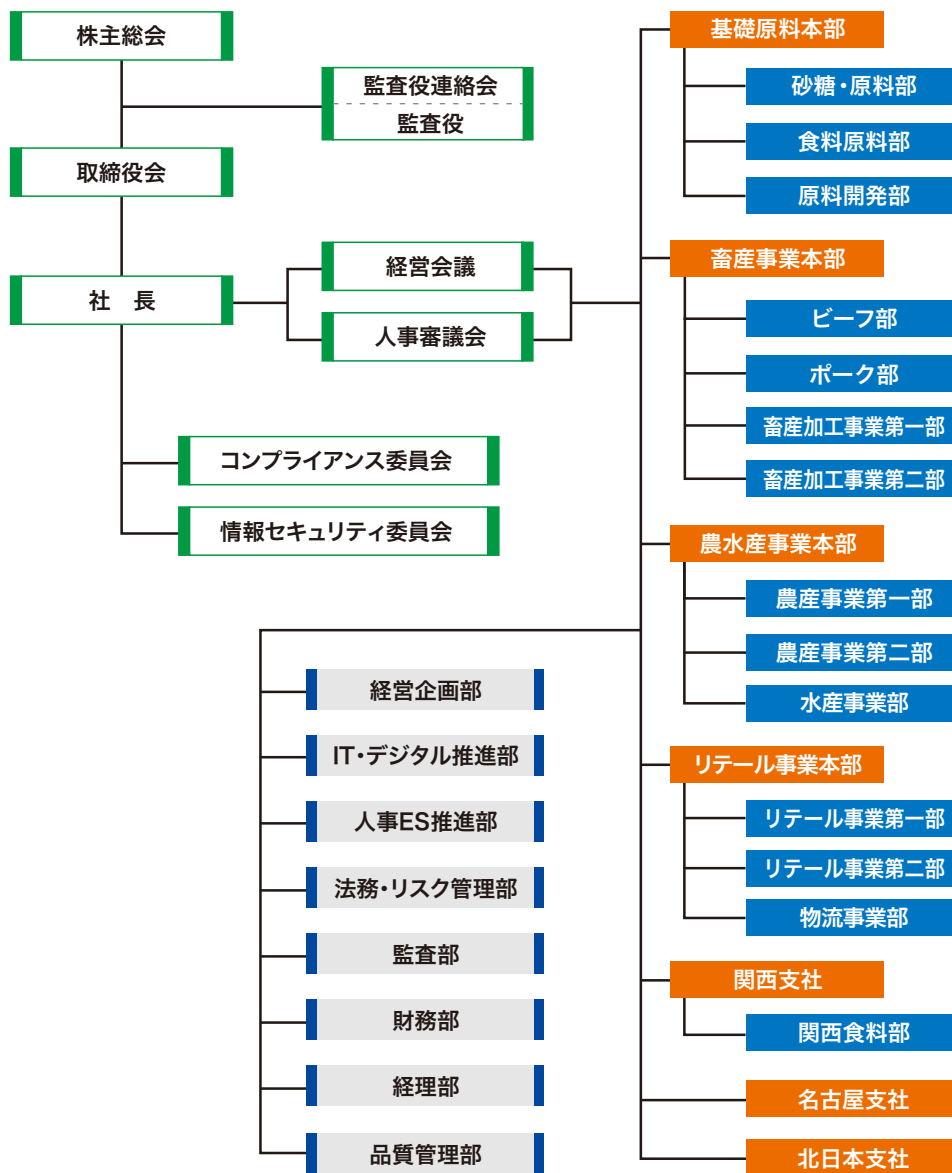 株主総会
監査役連絡会
監査役
取締役会
社　長
経営会議
人事審議会
コンプライアンス委員会
情報セキュリティ委員会
経営企画部
IT・デジタル推進部
人事ES推進部
法務・リスク管理部
監査部
財務部
経理部
品質管理部
基礎原料本部
砂糖・原料部
食料原料部
原料開発部
畜産事業本部
ビーフ部
ポーク部
畜産加工事業第一部
畜産加工事業第二部
農水産事業本部
農産事業第一部
農産事業第二部
水産事業部
リテール事業本部
リテール事業第一部
リテール事業第二部
物流事業部
関西支社
関西食料部
名古屋支社
北日本支社